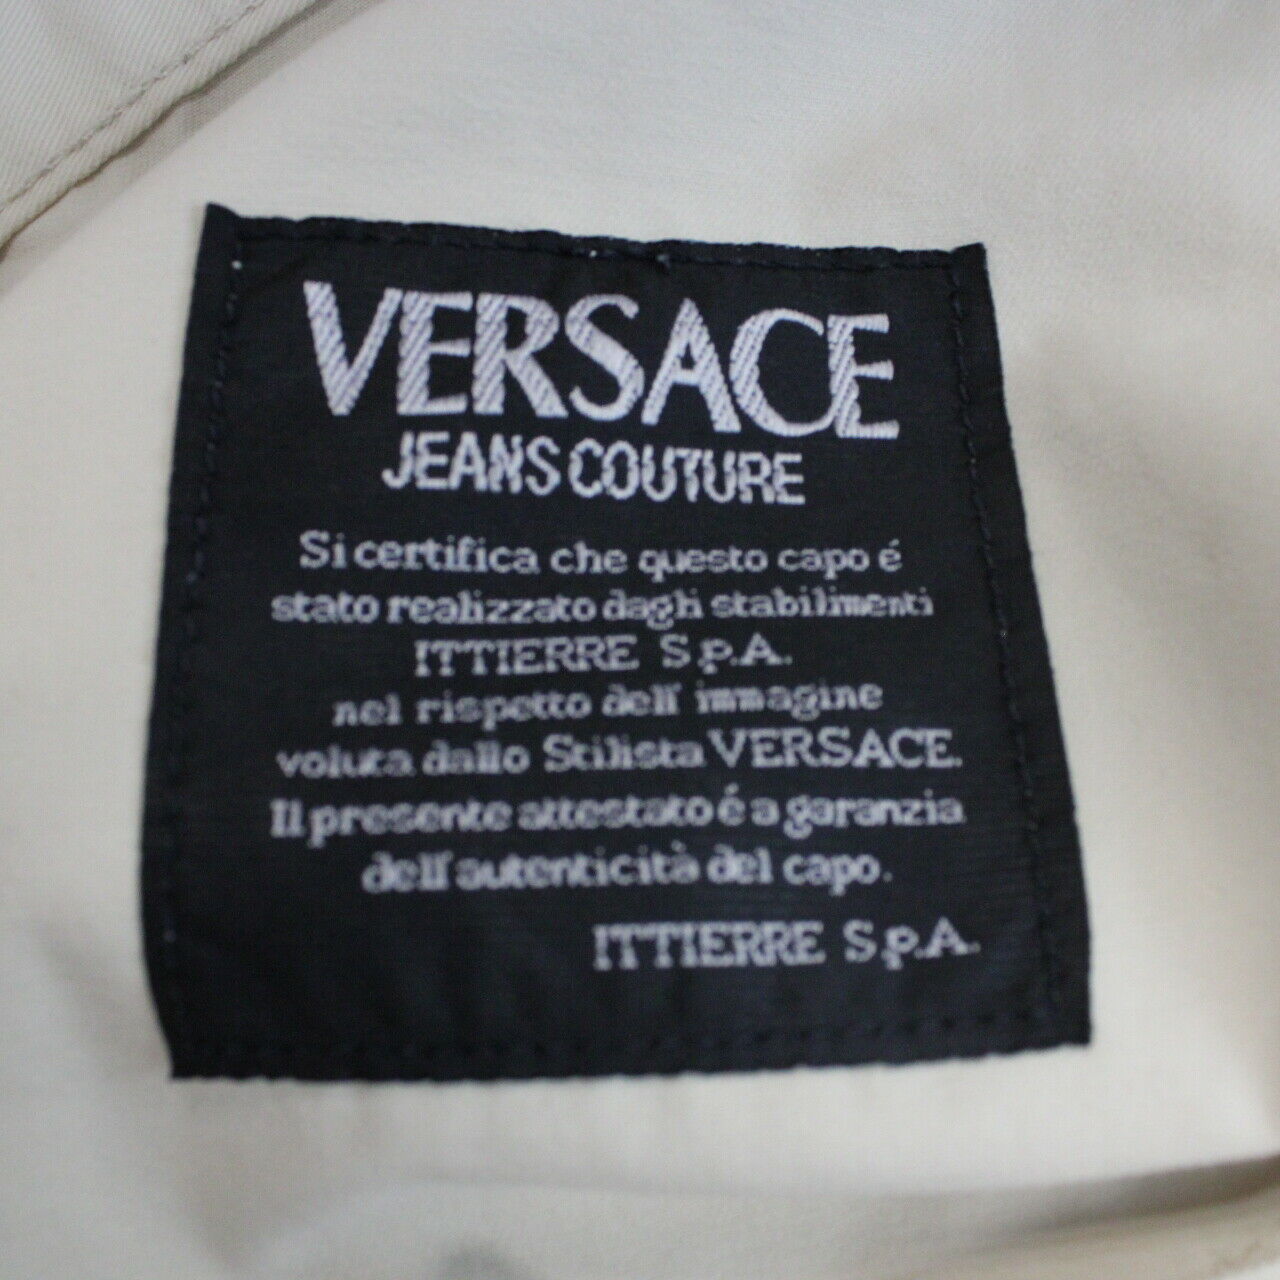 VERSACE
JEANS COUTURE
Si certifica che questo capo é
stato realizzato dagli stabilimenti
ITTIERRE S.p.A.
nel rispetto dell' immagine
voluta dallo Stilista VERSACE.
Il presente attestato é a garanzia
dell'autenticità del capo.
ITTIERRE S.p.A.